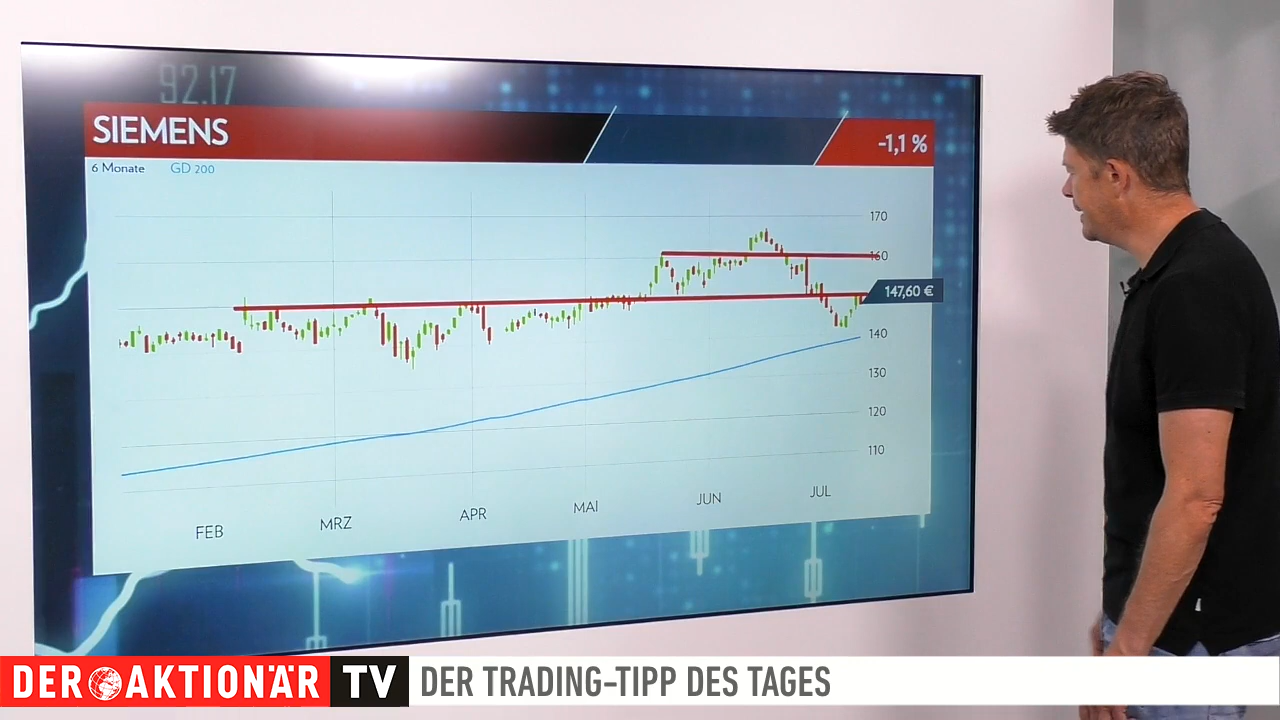 92.17
SIEMENS
-1,1 %
6 Monate GD 200
170
160
147,60 €
140
130
120
110
FEB MRZ APR MAI JUN JUL
DER AKTIONÄR TV DER TRADING-TIPP DES TAGES